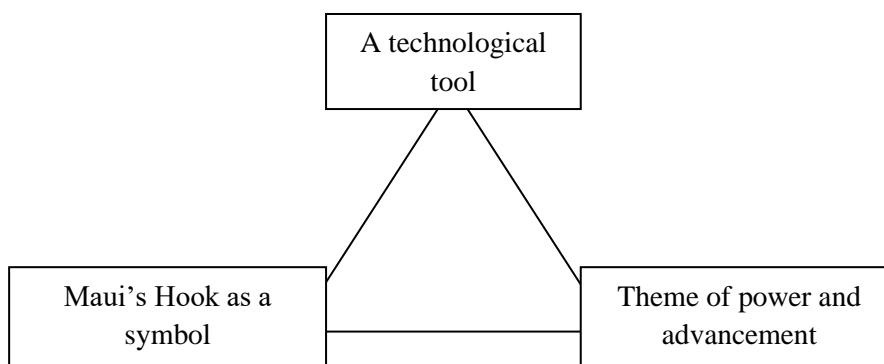 A technological
tool
Maui’s Hook as a
symbol
Theme of power and
advancement